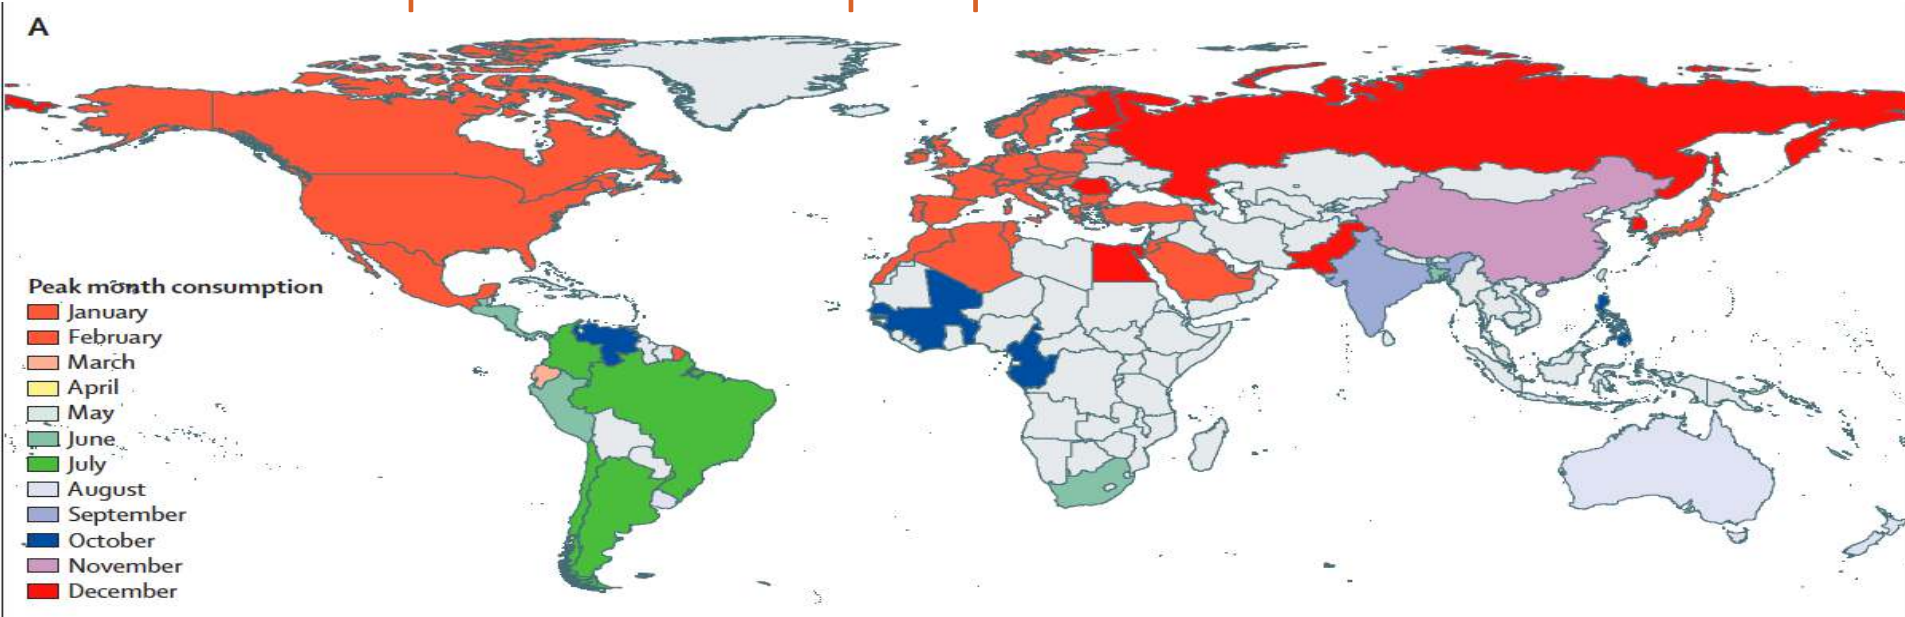 A
Peak month consumption
January
February
March
April
May
June
July
August
September
October
November
December